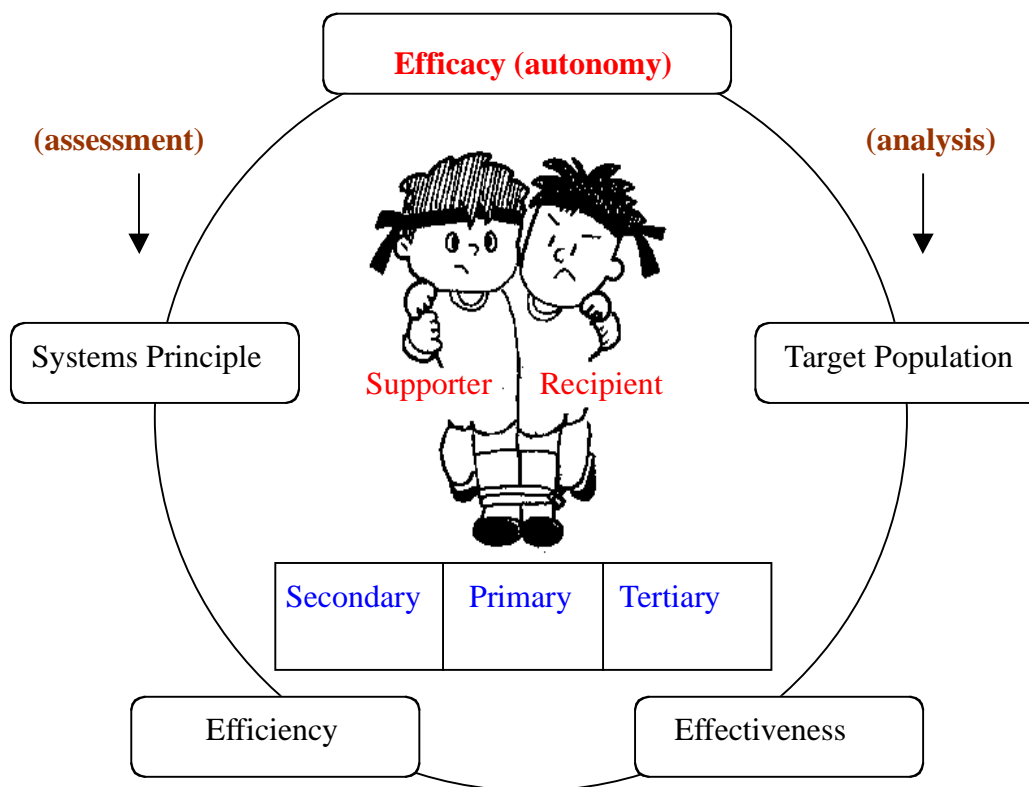 Efficacy (autonomy)
(assessment)
(analysis)
Systems Principle
Target Population
Supporter
Recipient
Secondary
Primary
Tertiary
Efficiency
Effectiveness